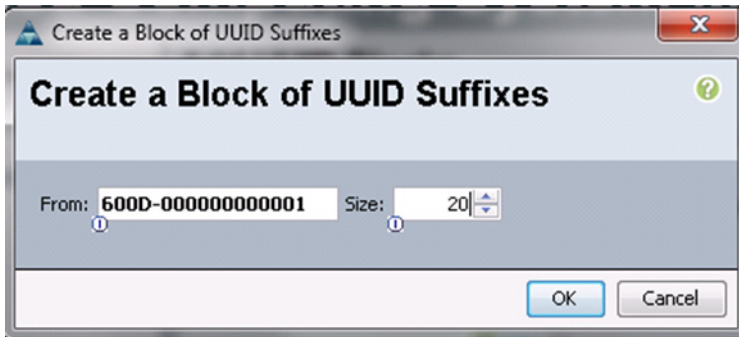 Create a Block of UUID Suffixes
Create a Block of UUID Suffixes
From: 600D-000000000001 Size: 20
OK Cancel